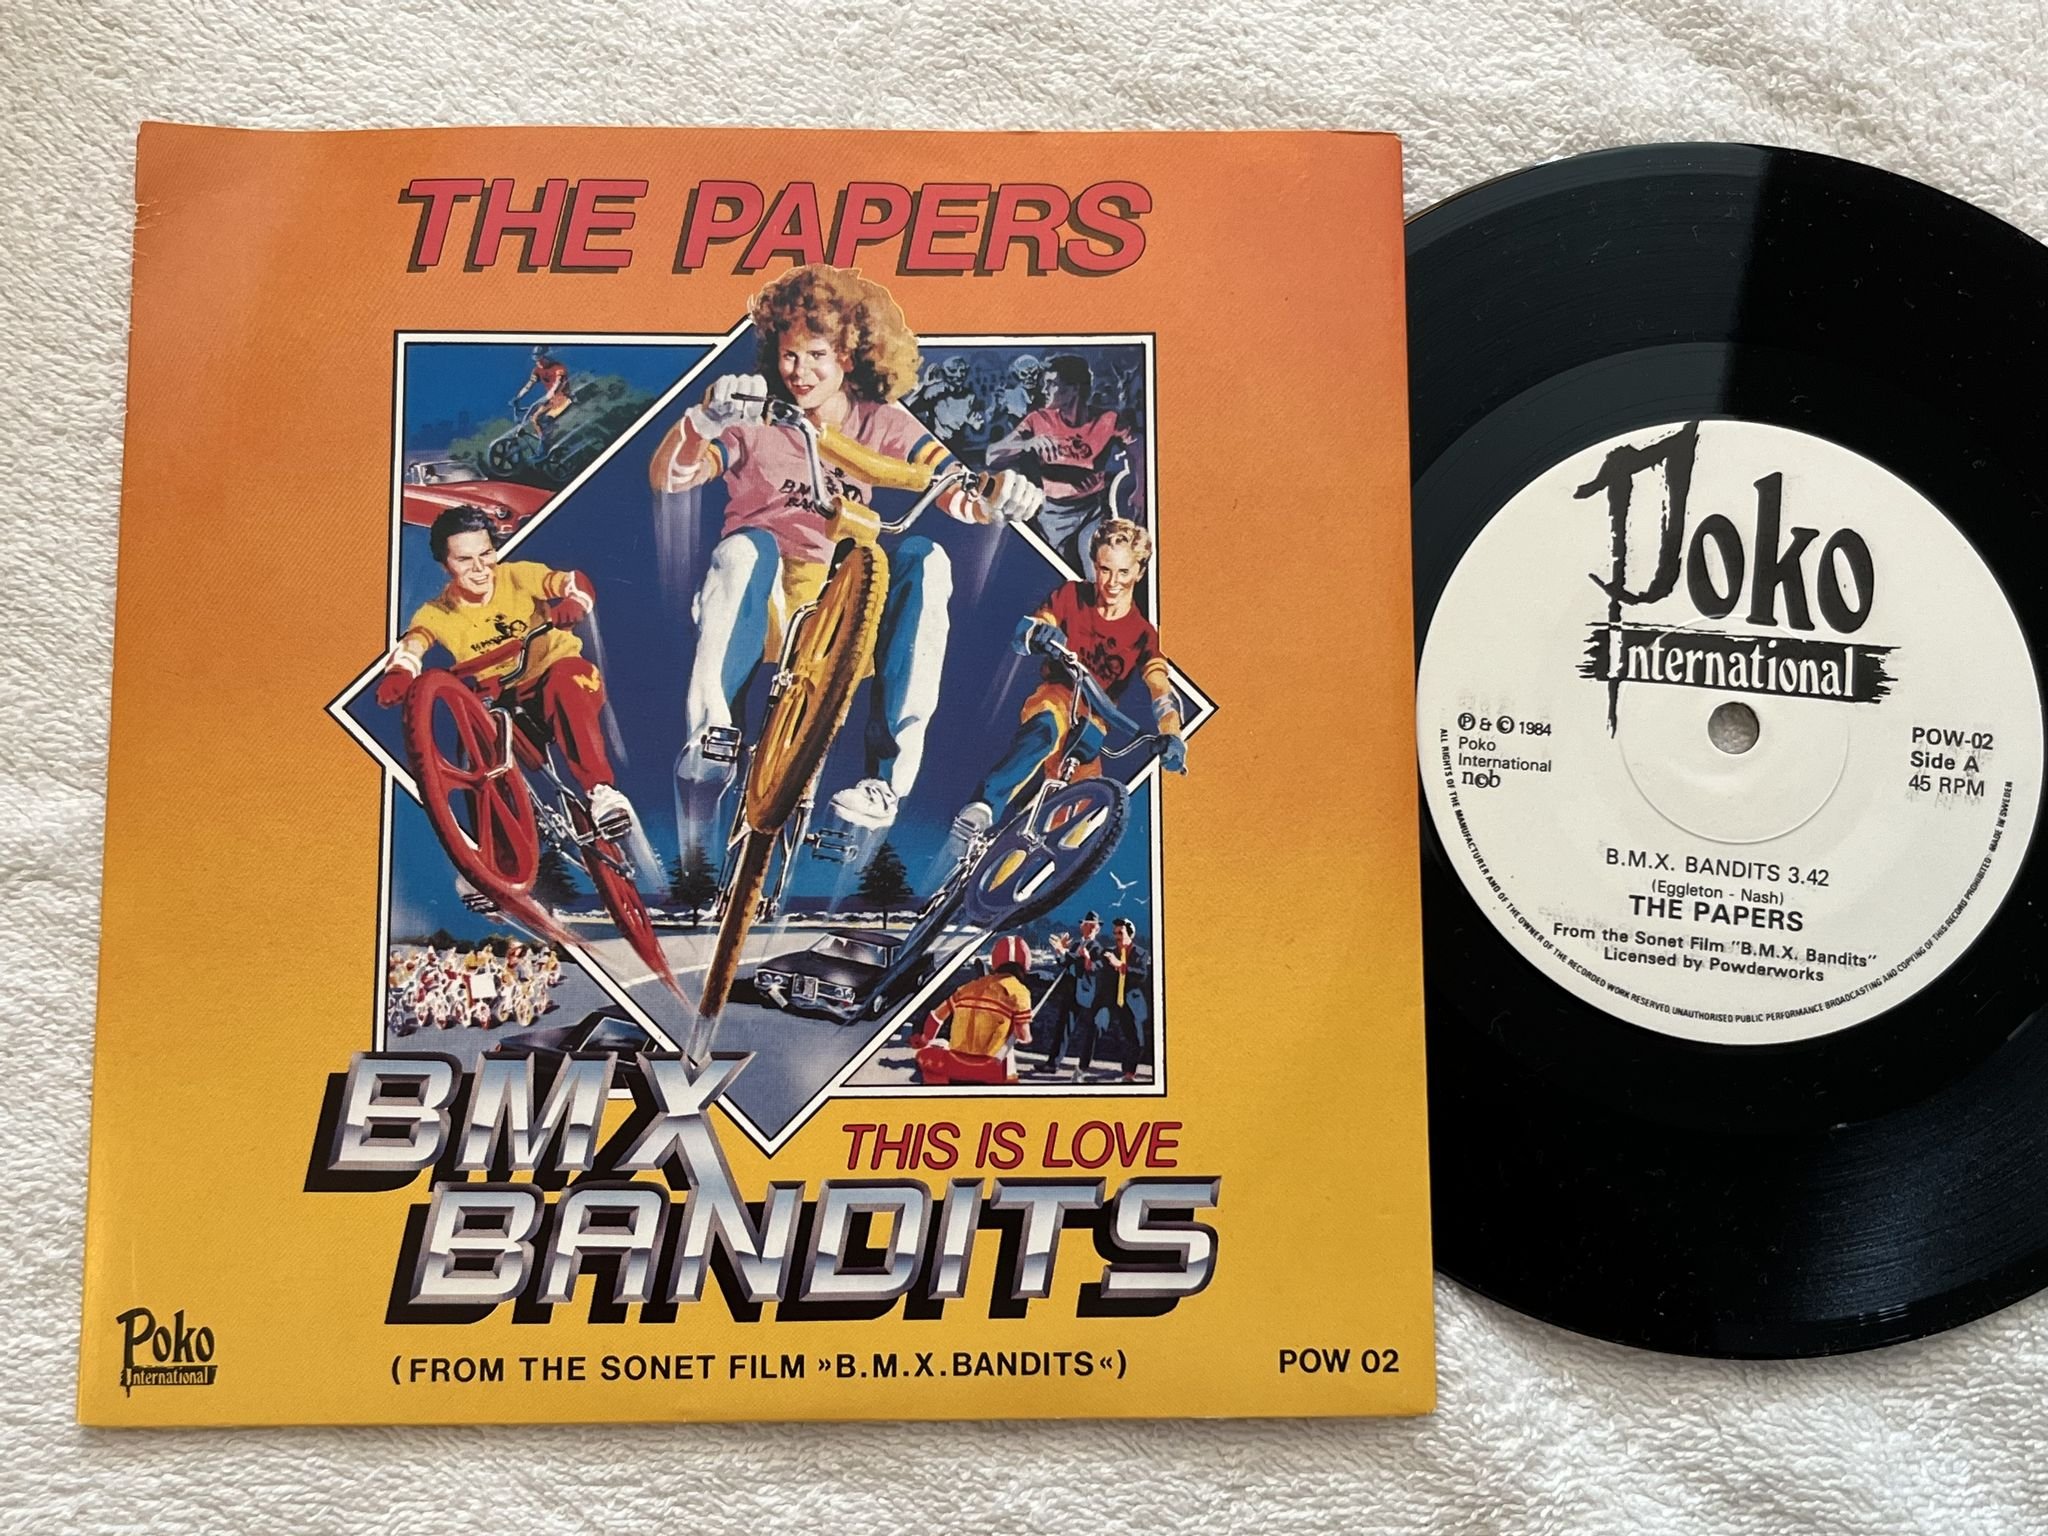 THE PAPERS
BMX
BANDITS
THIS IS LOVE
Poko
International
(FROM THE SONET FILM »B.M.X.BANDITS«)
POW 02
Poko
International
Ⓟ & © 1984
Poko
International
ncb
POW-02
Side A
45 RPM
B.M.X. BANDITS 3.42
(Eggleton - Nash)
THE PAPERS
From the Sonet Film "B.M.X. Bandits"
Licensed by Powderworks
ALL RIGHTS OF THE MANUFACTURER AND OF THE OWNER OF THE RECORDED WORK RESERVED, UNAUTHORISED PUBLIC PERFORMANCE BROADCASTING AND COPYING OF THIS RECORD PROHIBITED· MADE IN SWEDEN